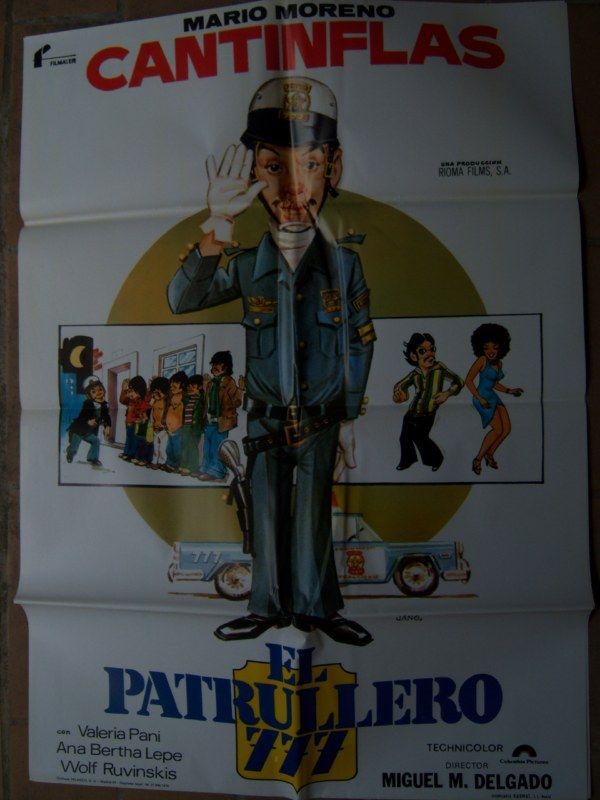 MARIO MORENO
CANTINFLAS
r
FILMAYER
UNA PRODUCCION
RIOMA FILMS, S.A.
777
JANO.
EL
PATRULLERO
777
con Valeria Pani
Ana Bertha Lepe
Wolf Ruvinskis
TECHNICOLOR
Columbia Pictures
DIRECTOR
MIGUEL M. DELGADO